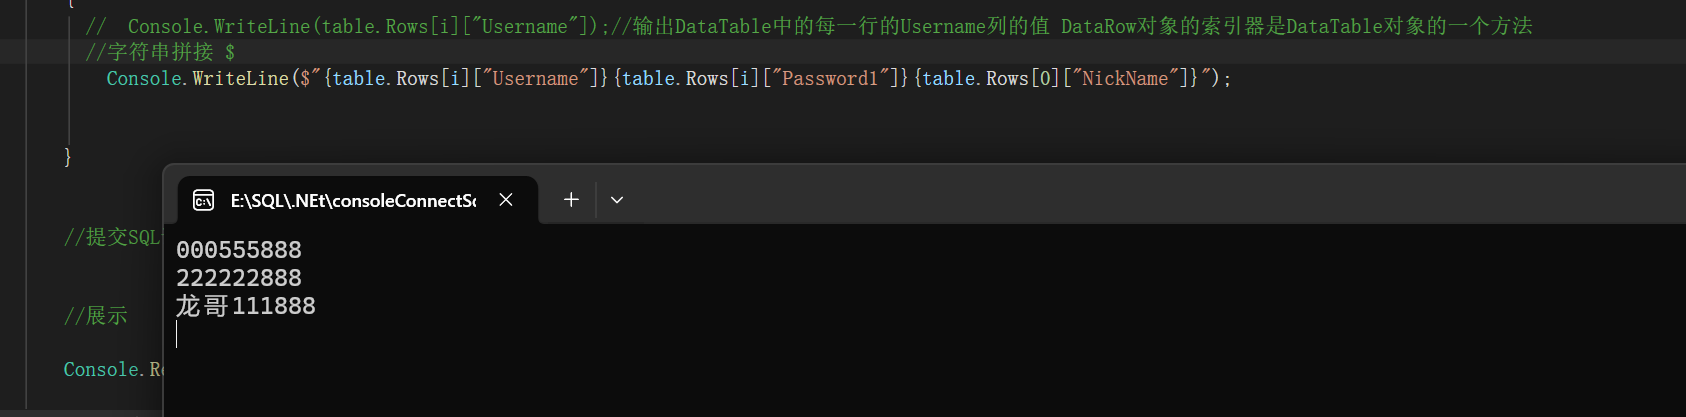 {
//  Console.WriteLine(table.Rows[i]["Username"]);//输出DataTable中的每一行的Username列的值 DataRow对象的索引器是DataTable对象的一个方法
//字符串拼接 $
Console.WriteLine($"{table.Rows[i]["Username"]}{table.Rows[i]["Password1"]}{table.Rows[0]["NickName"]}");
}
E:\SQL\.NEt\consoleConnectSc
//提交SQL
000555888
222222888
龙哥111888
//展示
Console.Re